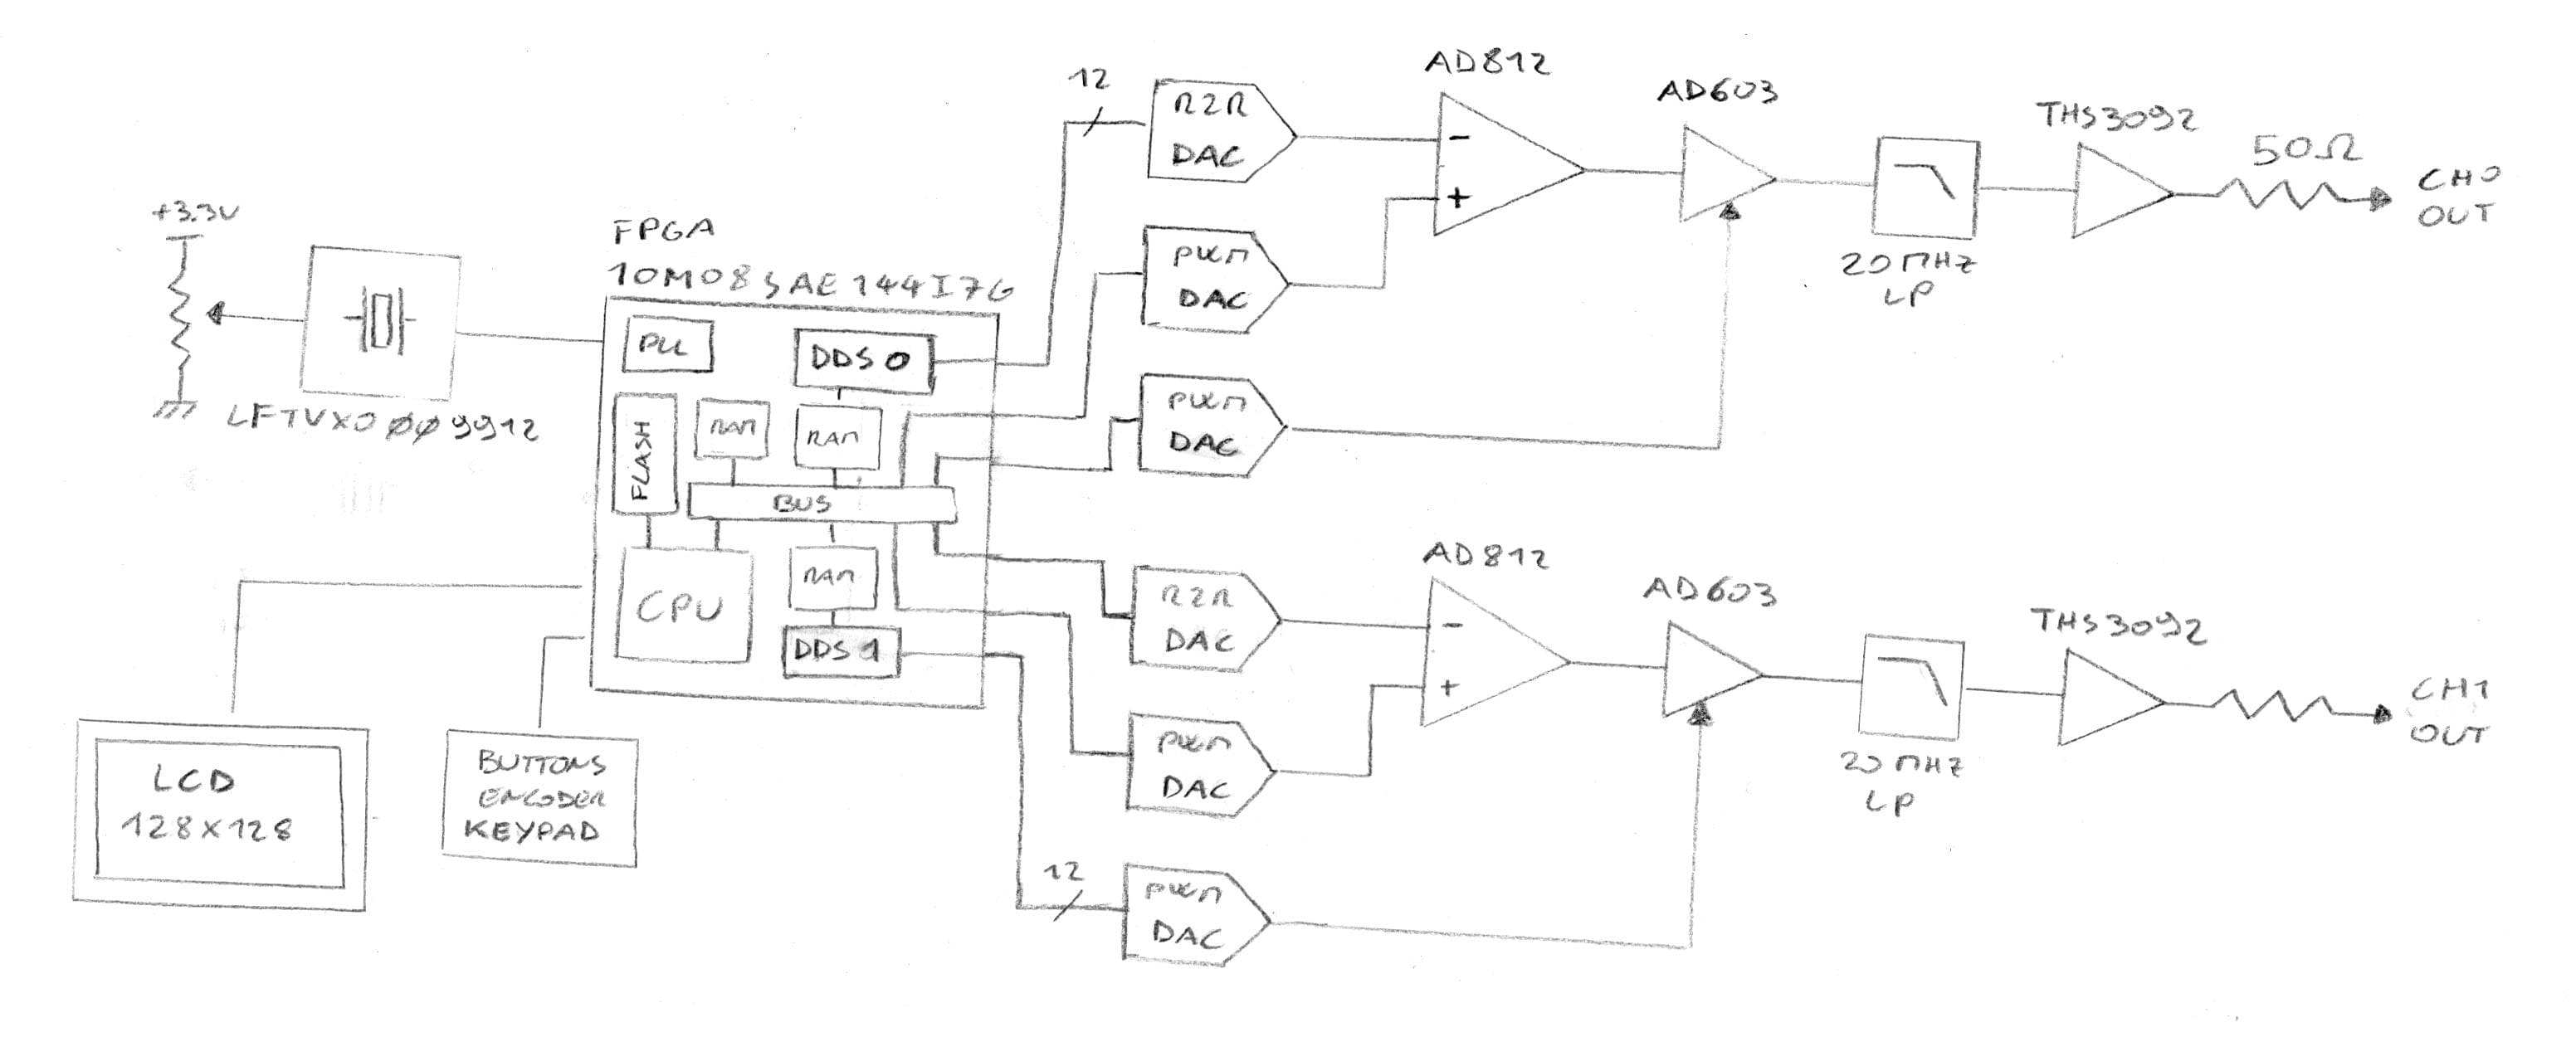 +3.3V
LFTVXO ØØ9912
FPGA
10M08SAE144I7G
PLL
DDS 0
FLASH
RAM
RAM
BUS
CPU
RAM
DDS 1
LCD
128X128
BUTTONS
ENCODER
KEYPAD
12
R2R
DAC
PWM
DAC
PWM
DAC
AD812
-
+
AD603
20 MHZ
LP
THS3092
50Ω
CH0
OUT
R2R
DAC
PWM
DAC
12
PWM
DAC
AD812
-
+
AD603
20 MHZ
LP
THS3092
CH1
OUT